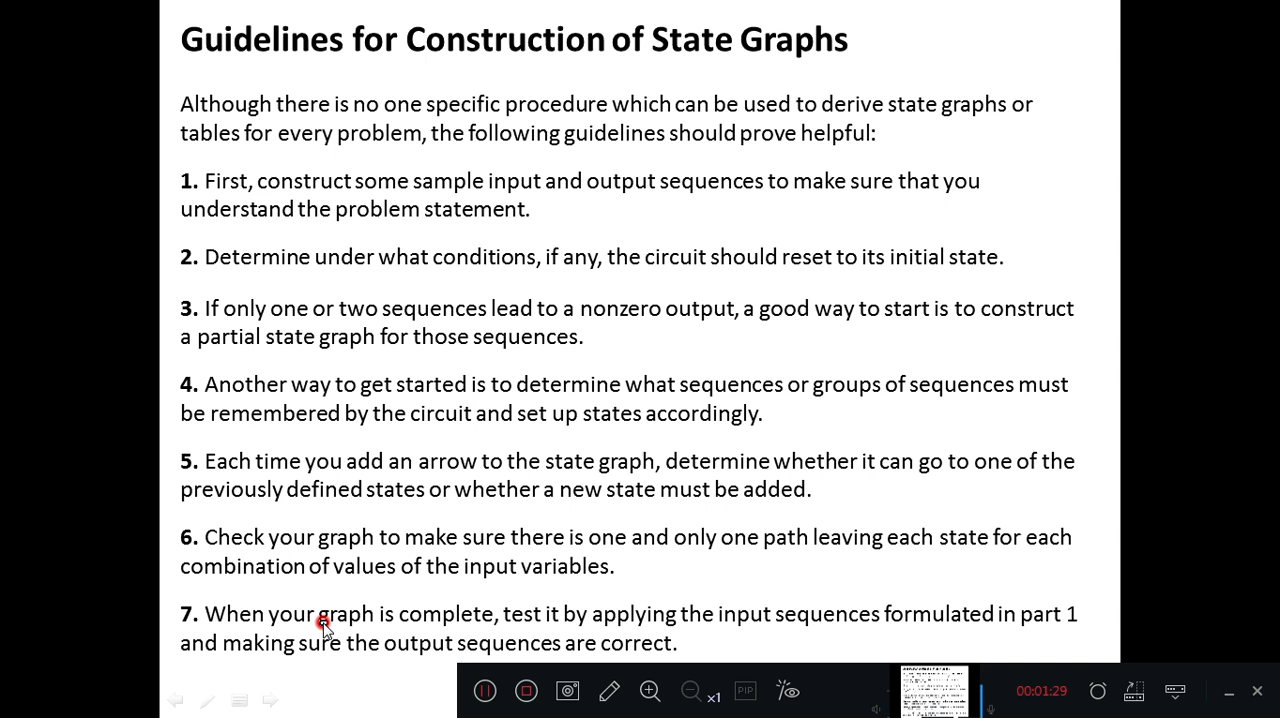 Guidelines for Construction of State Graphs
Although there is no one specific procedure which can be used to derive state graphs or
tables for every problem, the following guidelines should prove helpful:
1. First, construct some sample input and output sequences to make sure that you
understand the problem statement.
2. Determine under what conditions, if any, the circuit should reset to its initial state.
3. If only one or two sequences lead to a nonzero output, a good way to start is to construct
a partial state graph for those sequences.
4. Another way to get started is to determine what sequences or groups of sequences must
be remembered by the circuit and set up states accordingly.
5. Each time you add an arrow to the state graph, determine whether it can go to one of the
previously defined states or whether a new state must be added.
6. Check your graph to make sure there is one and only one path leaving each state for each
combination of values of the input variables.
7. When your graph is complete, test it by applying the input sequences formulated in part 1
and making sure the output sequences are correct.
x1
PIP
00:01:29